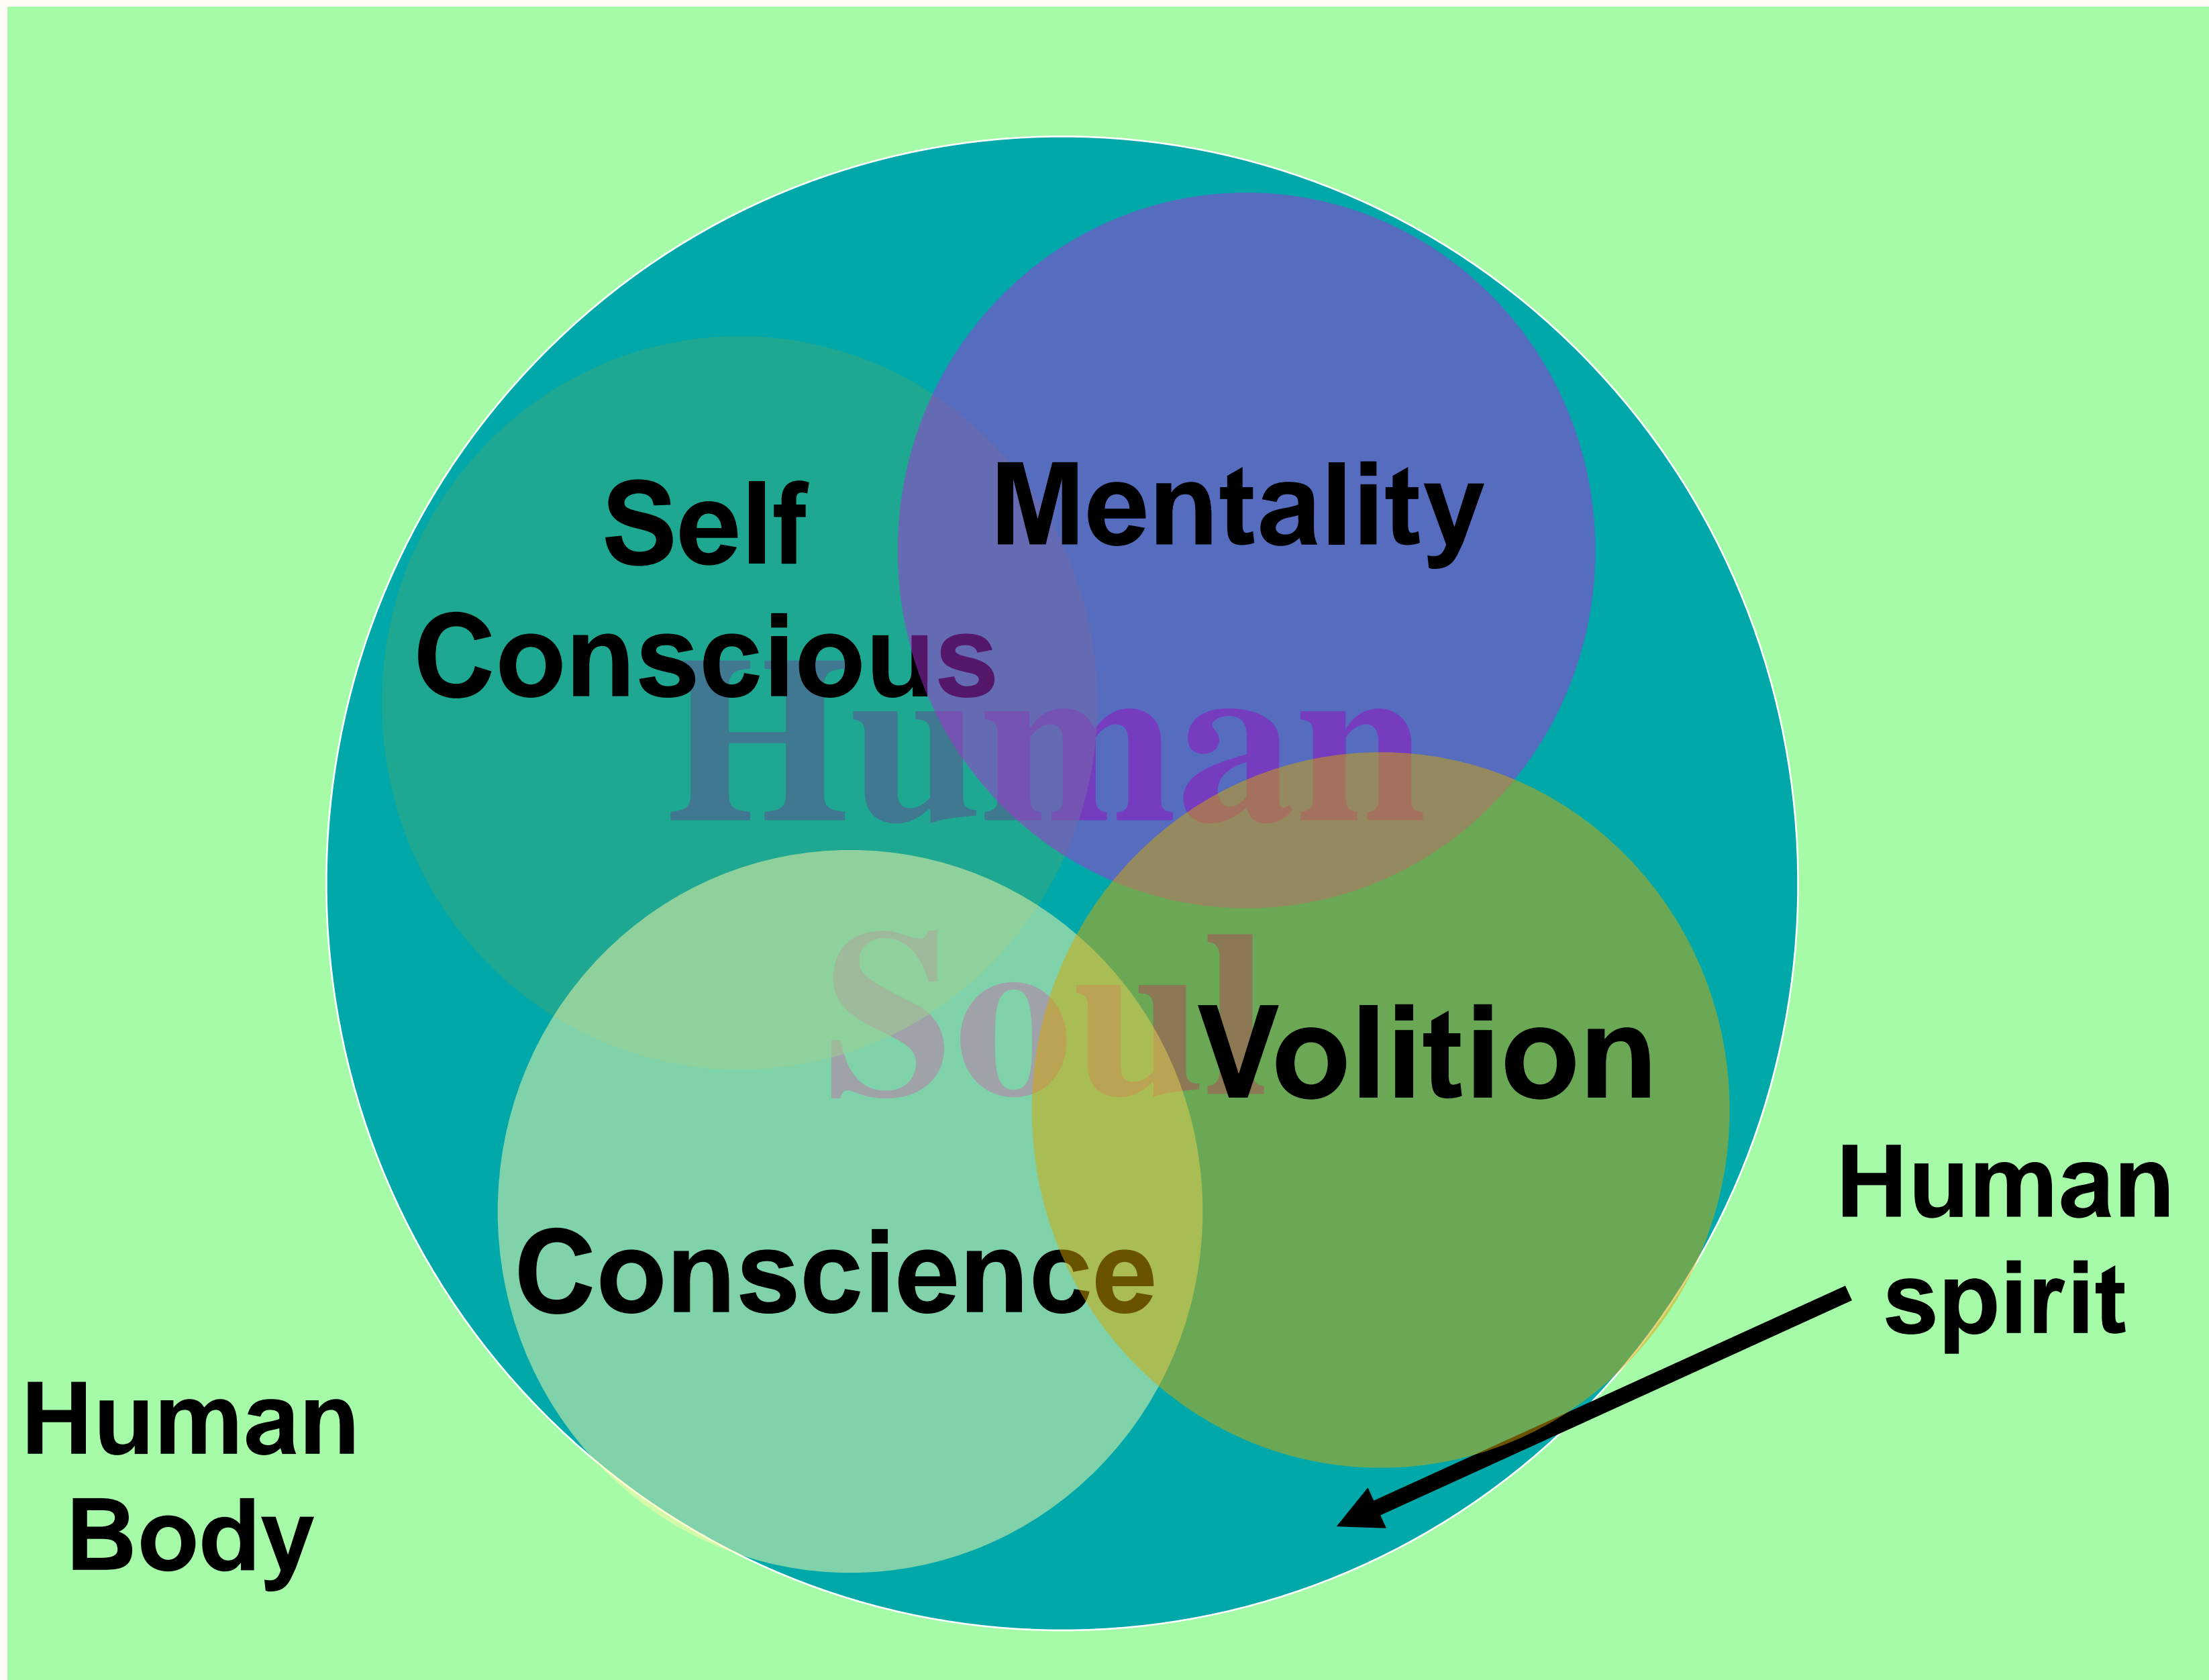 Mentality
Self
Conscious
Human
Soul
Volition
Conscience
Human
spirit
Human
Body